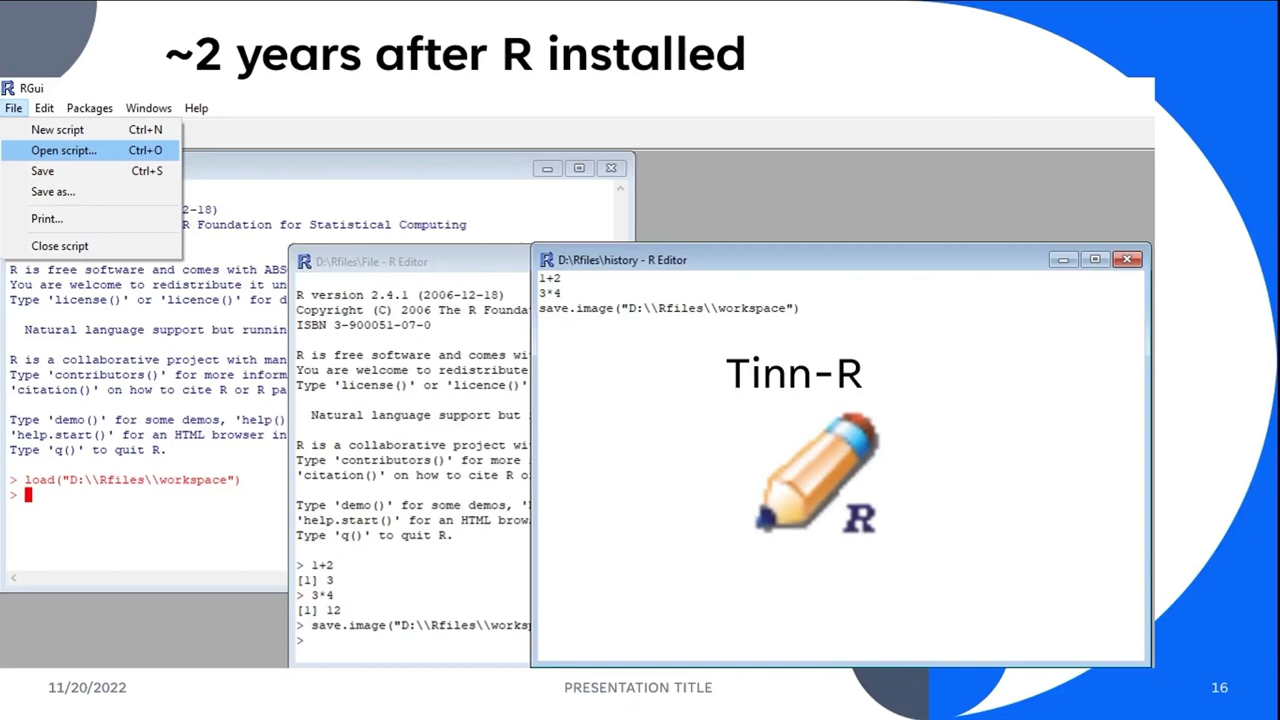 ~2 years after R installed
RGui
File Edit Packages Windows Help
New script Ctrl+N
Open script... Ctrl+O
Save Ctrl+S
Save as...
Print...
Close script
2-18)
R Foundation for Statistical Computing
R is free software and comes with ABS
You are welcome to redistribute it un
Type 'license()' or 'licence()' for d
Natural language support but runnin
R is a collaborative project with man
Type 'contributors()' for more inform
'citation()' on how to cite R or R pa
Type 'demo()' for some demos, 'help()
'help.start()' for an HTML browser in
Type 'q()' to quit R.
> load("D:\\Rfiles\\workspace")
>
D:\Rfiles\File - R Editor
R version 2.4.1 (2006-12-18)
Copyright (C) 2006 The R Founda
ISBN 3-900051-07-0
R is free software and comes wi
You are welcome to redistribute
Type 'license()' or 'licence()'
Natural language support but
R is a collaborative project wi
Type 'contributors()' for more
'citation()' on how to cite R o
Type 'demo()' for some demos, '
'help.start()' for an HTML brow
Type 'q()' to quit R.
> 1+2
[1] 3
> 3*4
[1] 12
> save.image("D:\\Rfiles\\works
>
D:\Rfiles\history - R Editor
1+2
3*4
save.image("D:\\Rfiles\\workspace")
Tinn-R
R
11/20/2022
PRESENTATION TITLE
16